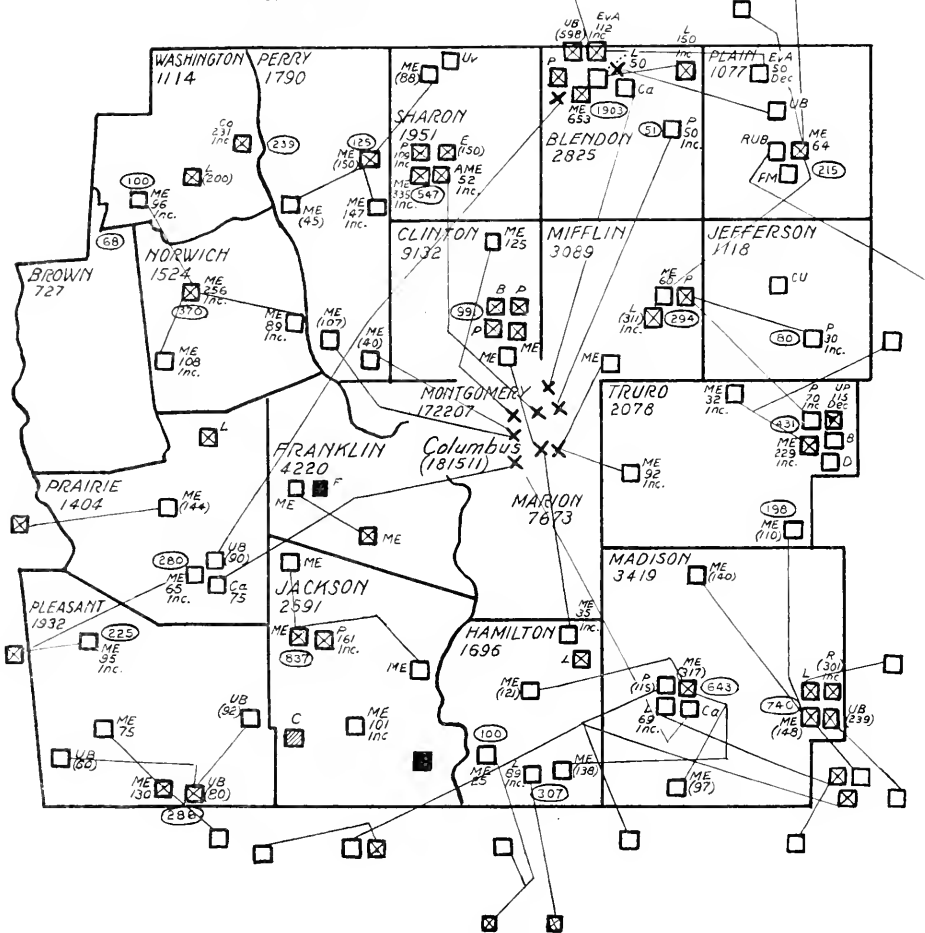 WASHINGTON
1114
PERRY
1790
Co
231
Inc
239
L
(200)
100
ME
96
Inc.
68
125
ME
(150)
ME
(45)
ME
147
Inc.
ME
(88)
Uv
SHARON
1951
P
109
Inc
E
(150)
ME
335
Inc.
AME
52
Inc.
547
UB
(598)
EvA
112
Inc
P
L
50
ME
653
1903
Ca
L
150
Inc
BLENDON
2825
51
P
50
Inc.
PLAIN
1077
EvA
50
Dec
UB
RUB
ME
64
FM
215
BROWN
727
NORWICH
1524
ME
256
Inc.
370
ME
108
Inc.
ME
89
Inc.
ME
(107)
ME
(40)
CLINTON
9132
ME
125
991
B
P
P
ME
ME
MIFFLIN
3089
ME
60
P
L
(311)
Inc.
294
ME
JEFFERSON
1118
CU
80
P
30
Inc.
MONTGOMERY
172207
Columbus
(181511)
TRURO
2078
ME
32
Inc.
P
70
Inc
UP
115
Dec
431
ME
229
Inc.
B
D
ME
92
Inc.
198
ME
(110)
L
PRAIRIE
1404
ME
(144)
280
ME
65
Inc.
UB
(90)
Ca
75
FRANKLIN
4220
ME
F
ME
MARION
7673
PLEASANT
1932
225
ME
95
Inc.
ME
75
UB
(60)
ME
130
UB
(80)
288
UB
(92)
JACKSON
2591
ME
ME
837
P
161
Inc.
ME
C
ME
101
Inc
HAMILTON
1696
ME
35
Inc.
L
ME
(121)
100
ME
25
L
69
Inc.
307
ME
(138)
MADISON
3419
ME
(140)
P
(115)
ME
(317)
643
L
69
Inc.
Ca
ME
(97)
L
R
(301)
Inc
740
ME
(148)
UB
(239)